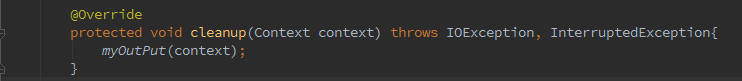 @Override
protected void cleanup(Context context) throws IOException, InterruptedException{
myOutPut(context);
}